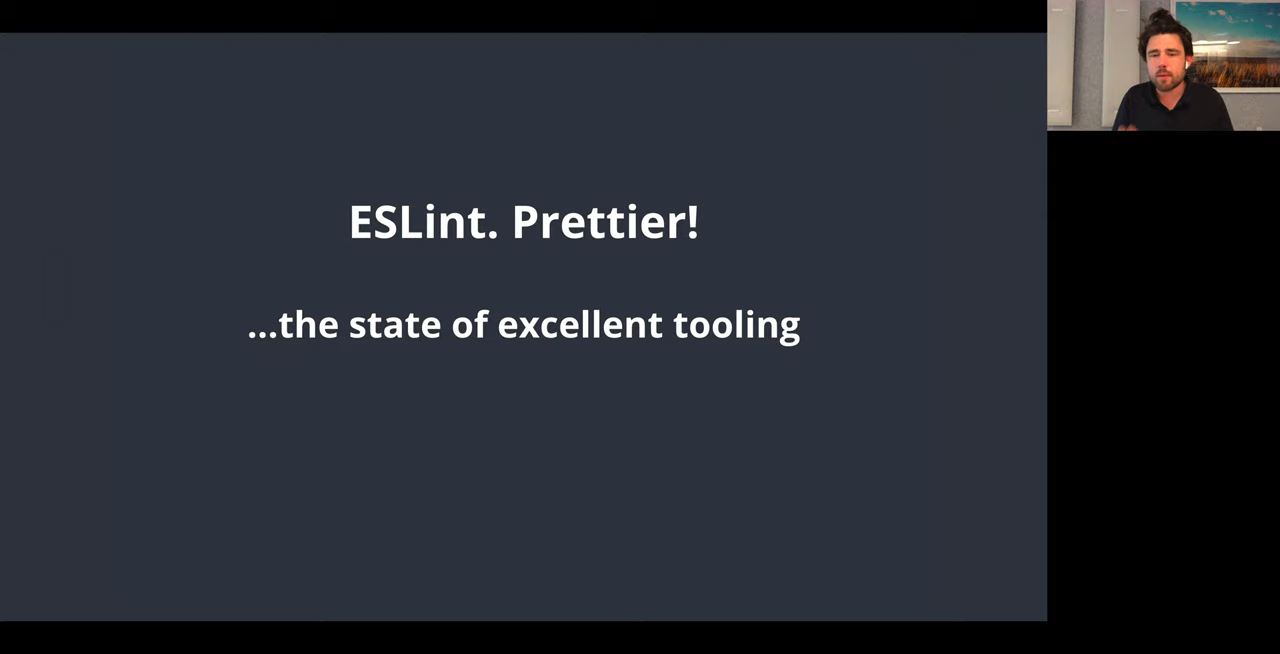 ESLint. Prettier!
...the state of excellent tooling